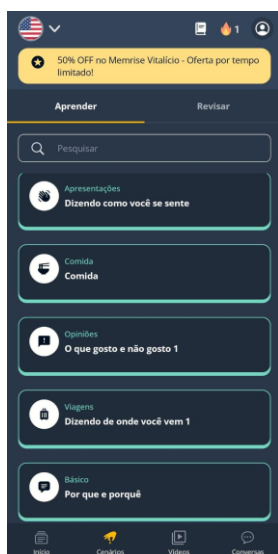 1
50% OFF no Memrise Vitalício - Oferta por tempo
limitado!
Aprender
Revisar
Pesquisar
Apresentações
Dizendo como você se sente
Comida
Comida
Opiniões
O que gosto e não gosto 1
Viagens
Dizendo de onde você vem 1
Básico
Por que e porquê
Início
Cenários
Vídeos
Conversar